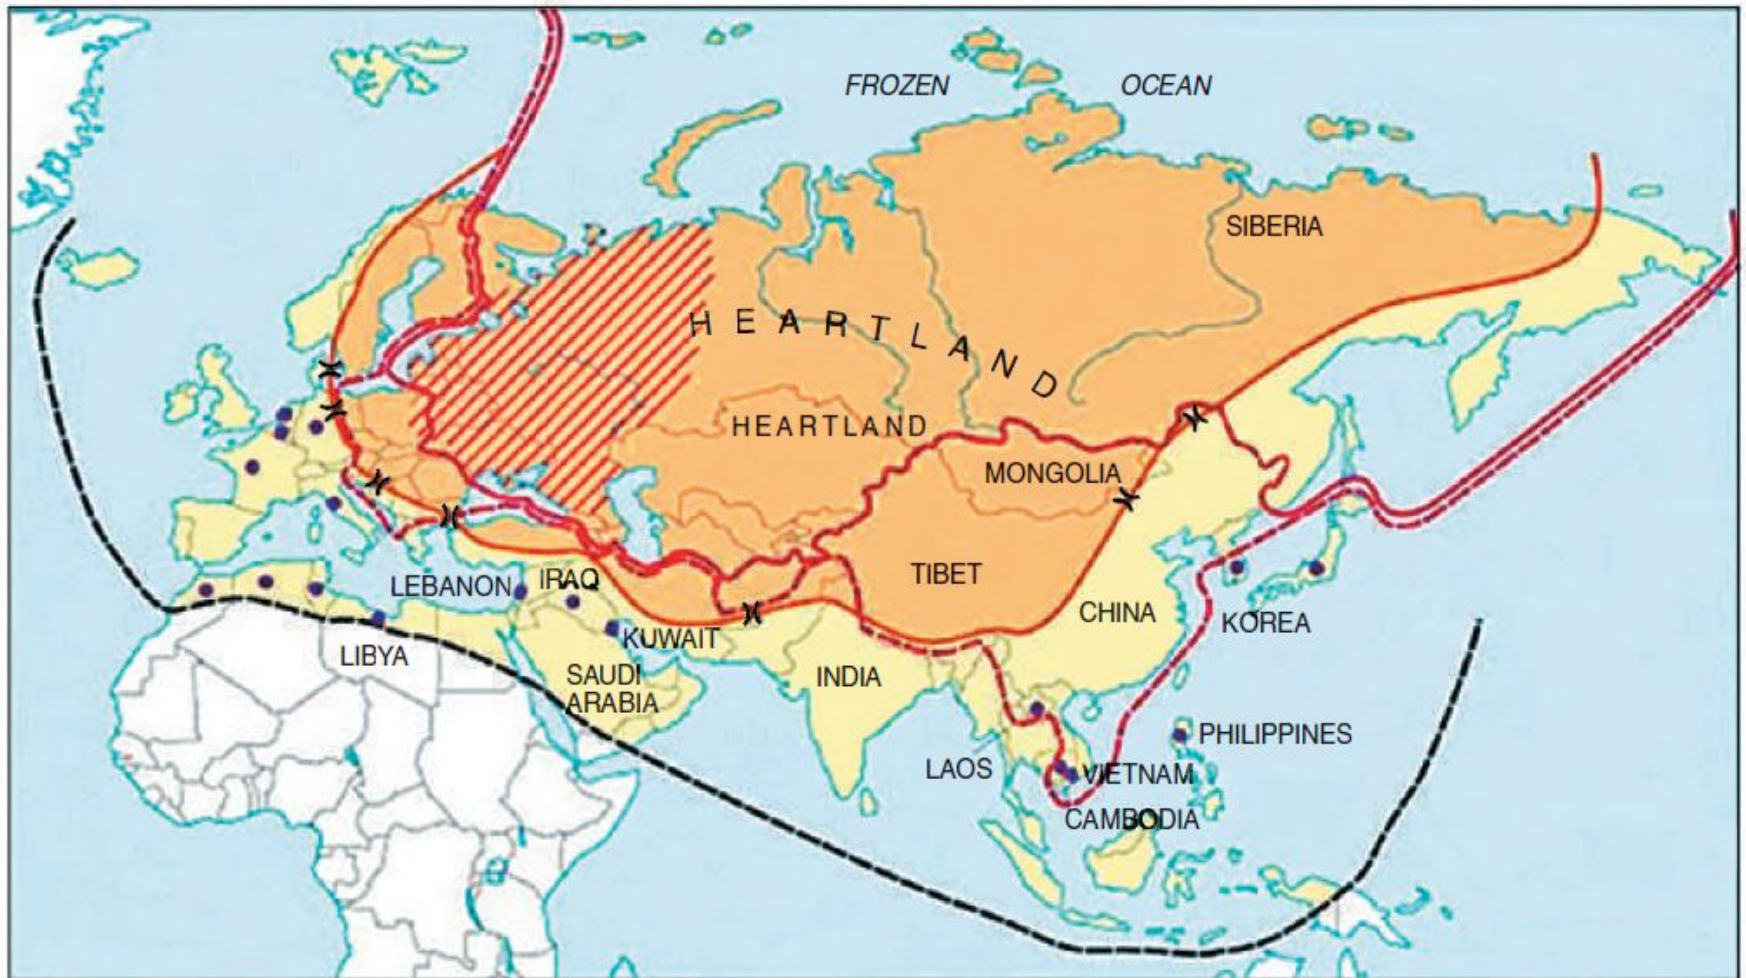 FROZEN OCEAN
SIBERIA
HEARTLAND
HEARTLAND
MONGOLIA
TIBET
LEBANON
IRAQ
CHINA
KUWAIT
KOREA
LIBYA
SAUDI
ARABIA
INDIA
PHILIPPINES
LAOS
VIETNAM
CAMBODIA